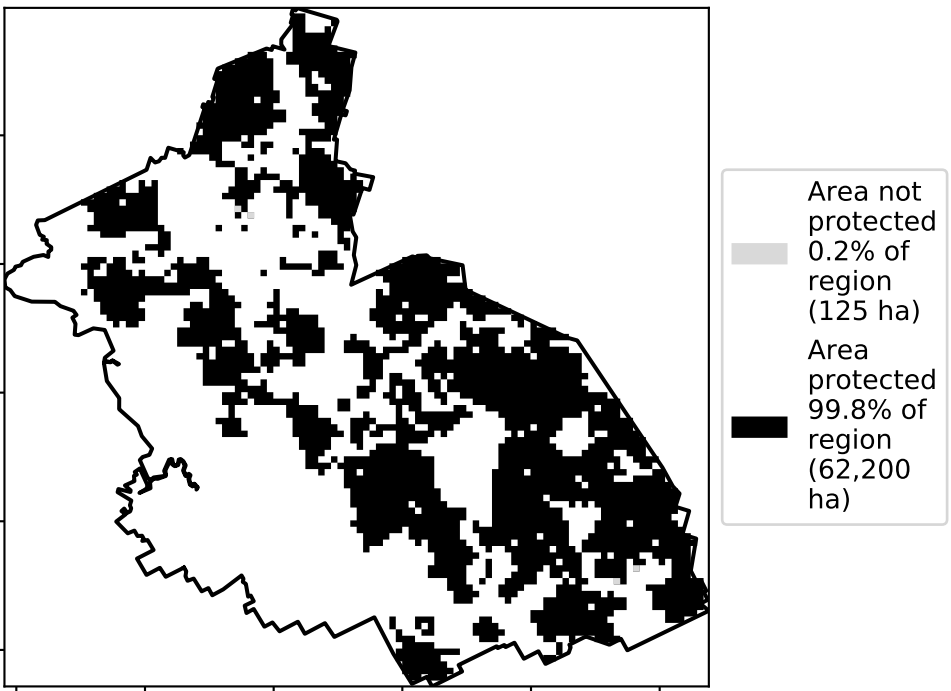 Area not
protected
0.2% of
region
(125 ha)
Area
protected
99.8% of
region
(62,200
ha)